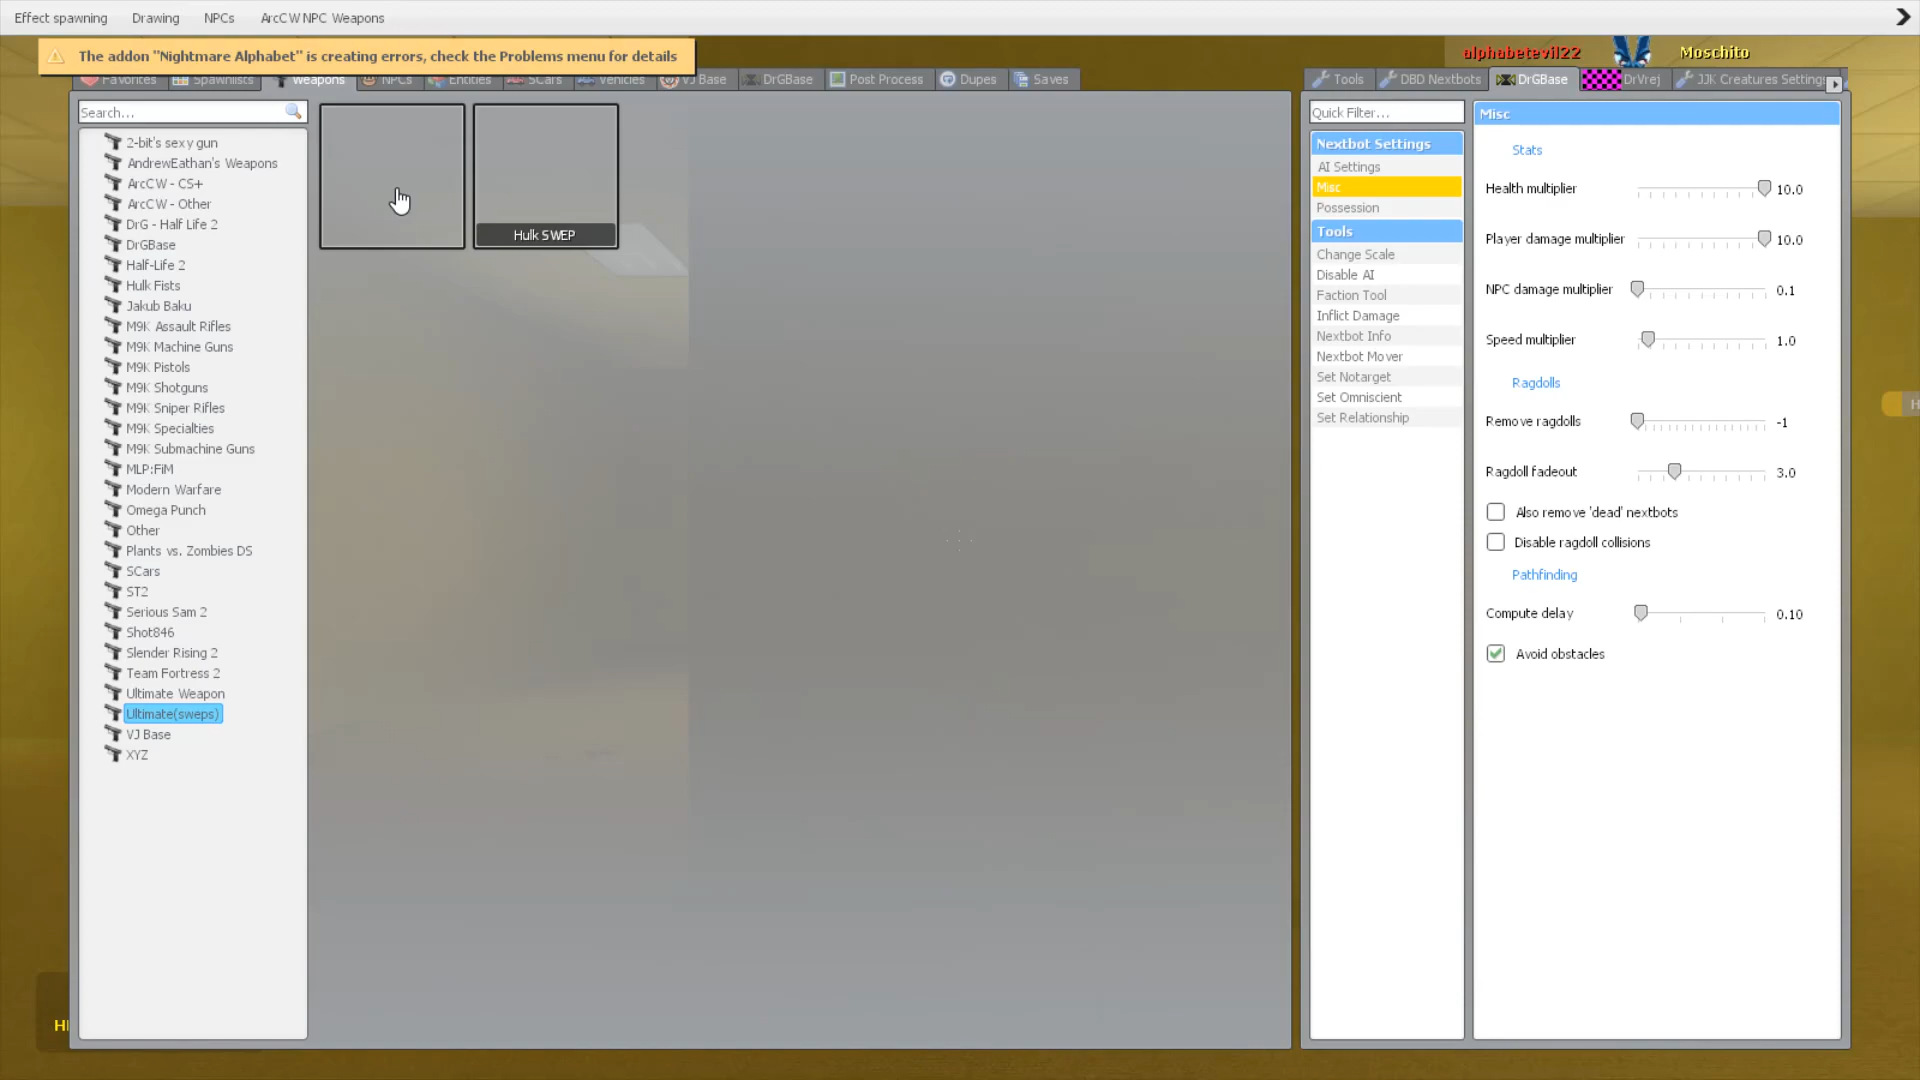 Effect spawning Drawing NPCs ArcCW NPC Weapons
The addon "Nightmare Alphabet" is creating errors, check the Problems menu for details
alphabetevil22 Moschito
Favorites Spawnlists Weapons NPCs Entities SCars Vehicles VJ Base DrGBase Post Process Dupes Saves
Tools DBD Nextbots DrGBase DrVrej JJK Creatures Settings
Search...
2-bit's sexy gun
AndrewEathan's Weapons
ArcCW - CS+
ArcCW - Other
DrG - Half Life 2
DrGBase
Half-Life 2
Hulk Fists
Jakub Baku
M9K Assault Rifles
M9K Machine Guns
M9K Pistols
M9K Shotguns
M9K Sniper Rifles
M9K Specialties
M9K Submachine Guns
MLP:FiM
Modern Warfare
Omega Punch
Other
Plants vs. Zombies DS
SCars
ST2
Serious Sam 2
Shot846
Slender Rising 2
Team Fortress 2
Ultimate Weapon
Ultimate(sweps)
VJ Base
XYZ
Hulk SWEP
Quick Filter...
Nextbot Settings
AI Settings
Misc
Possession
Tools
Change Scale
Disable AI
Faction Tool
Inflict Damage
Nextbot Info
Nextbot Mover
Set Notarget
Set Omniscient
Set Relationship
Misc
Stats
Health multiplier 10.0
Player damage multiplier 10.0
NPC damage multiplier 0.1
Speed multiplier 1.0
Ragdolls
Remove ragdolls -1
Ragdoll fadeout 3.0
Also remove 'dead' nextbots
Disable ragdoll collisions
Pathfinding
Compute delay 0.10
Avoid obstacles